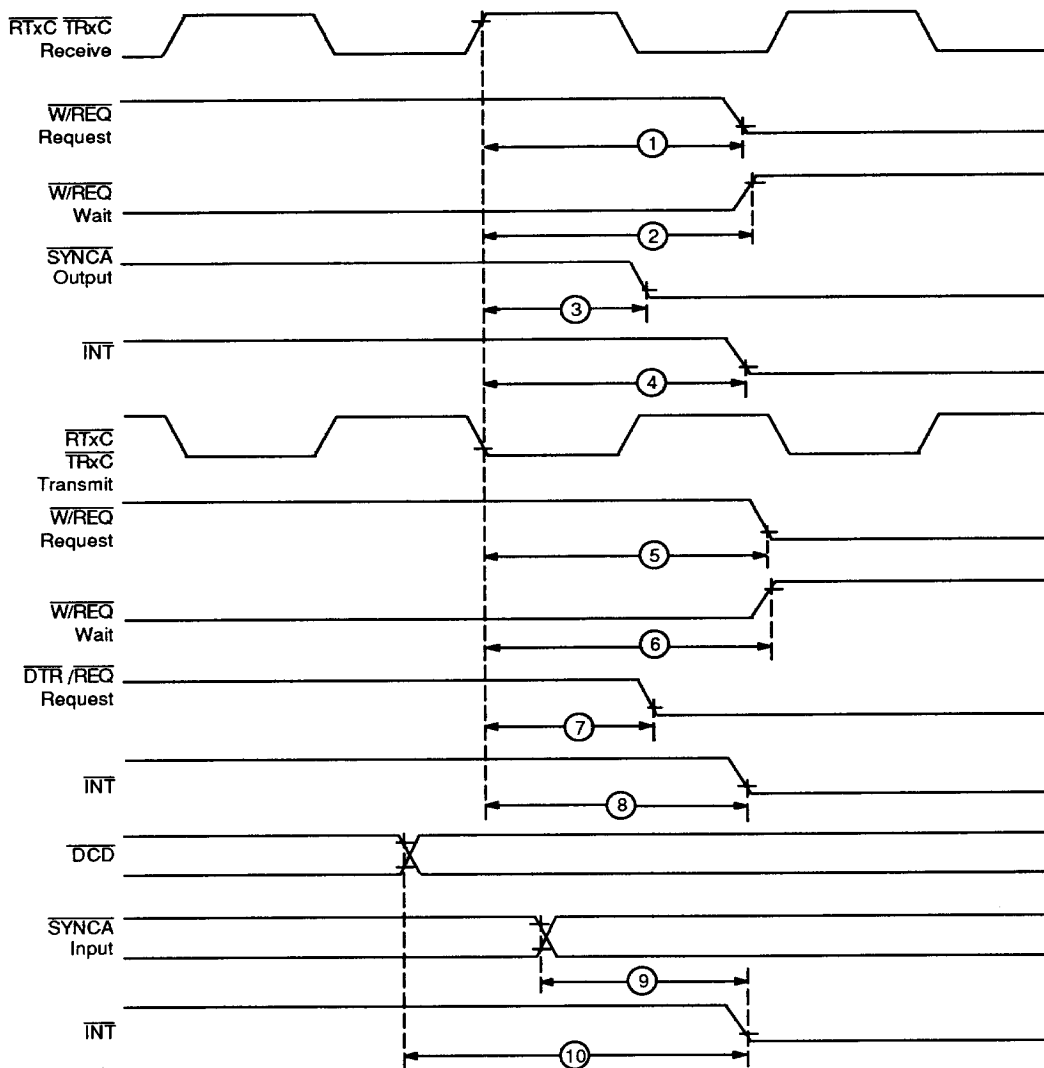 RTxC TRxC
Receive
W/REQ
Request
1
W/REQ
Wait
2
SYNCA
Output
3
INT
4
RTxC
TRxC
Transmit
W/REQ
Request
5
W/REQ
Wait
6
DTR /REQ
Request
7
INT
8
DCD
SYNCA
Input
9
INT
10